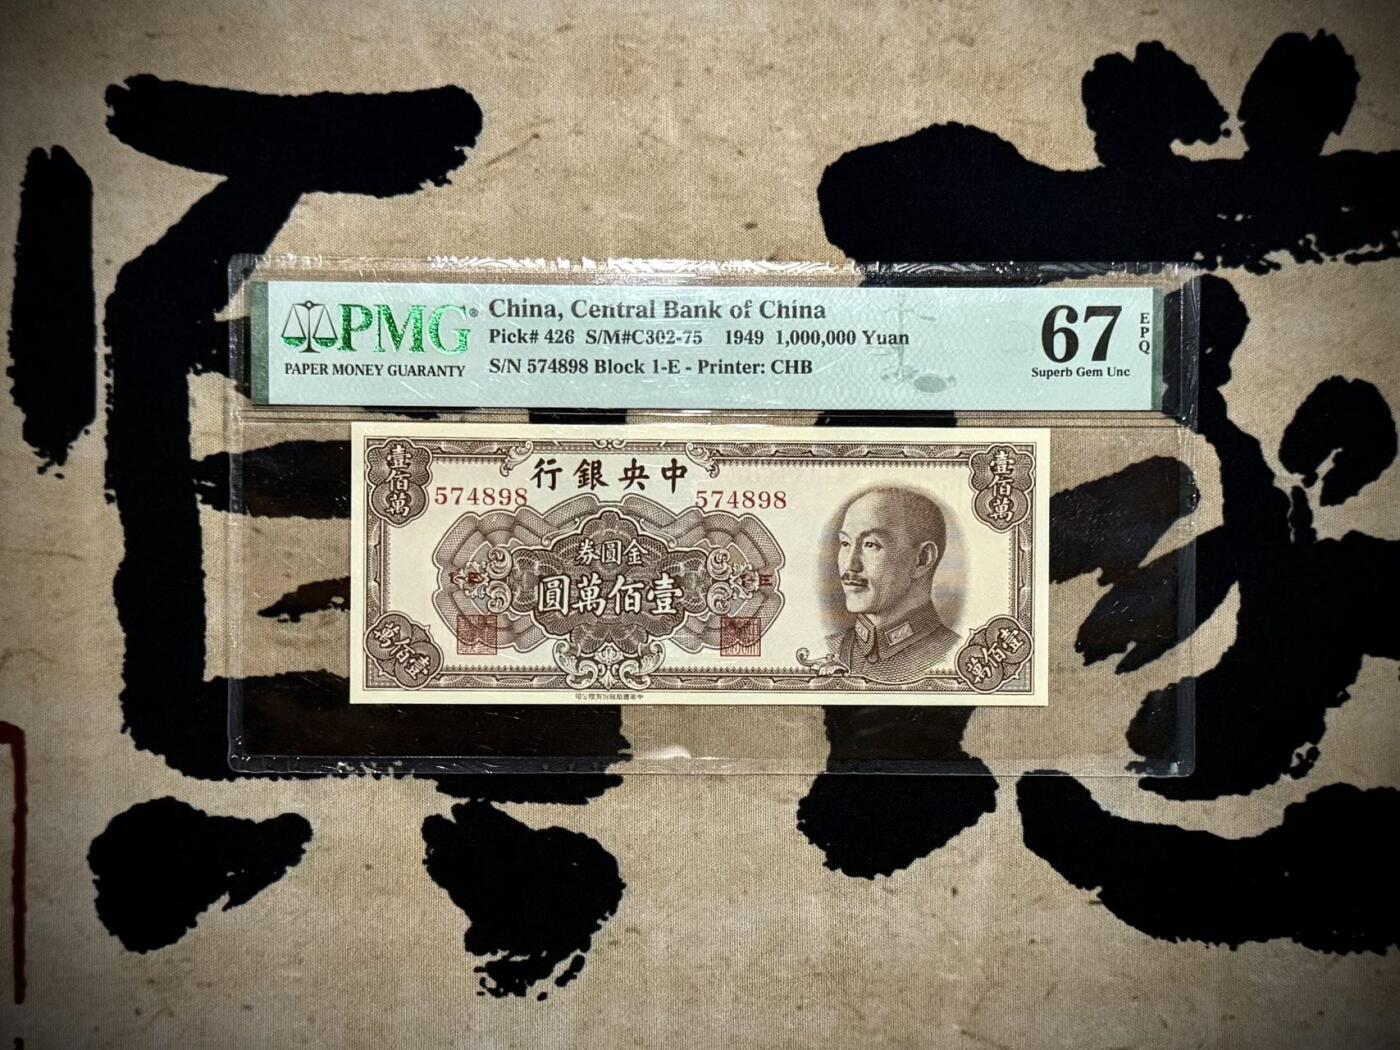 PMG®
PAPER MONEY GUARANTY
China, Central Bank of China
Pick# 426 S/M#C302-75 1949 1,000,000 Yuan
S/N 574898 Block 1-E - Printer: CHB
67
EPQ
Superb Gem Unc
行銀央中
壹佰萬
壹佰萬
574898
574898
券圓金
圓萬佰壹
萬佰壹
萬佰壹